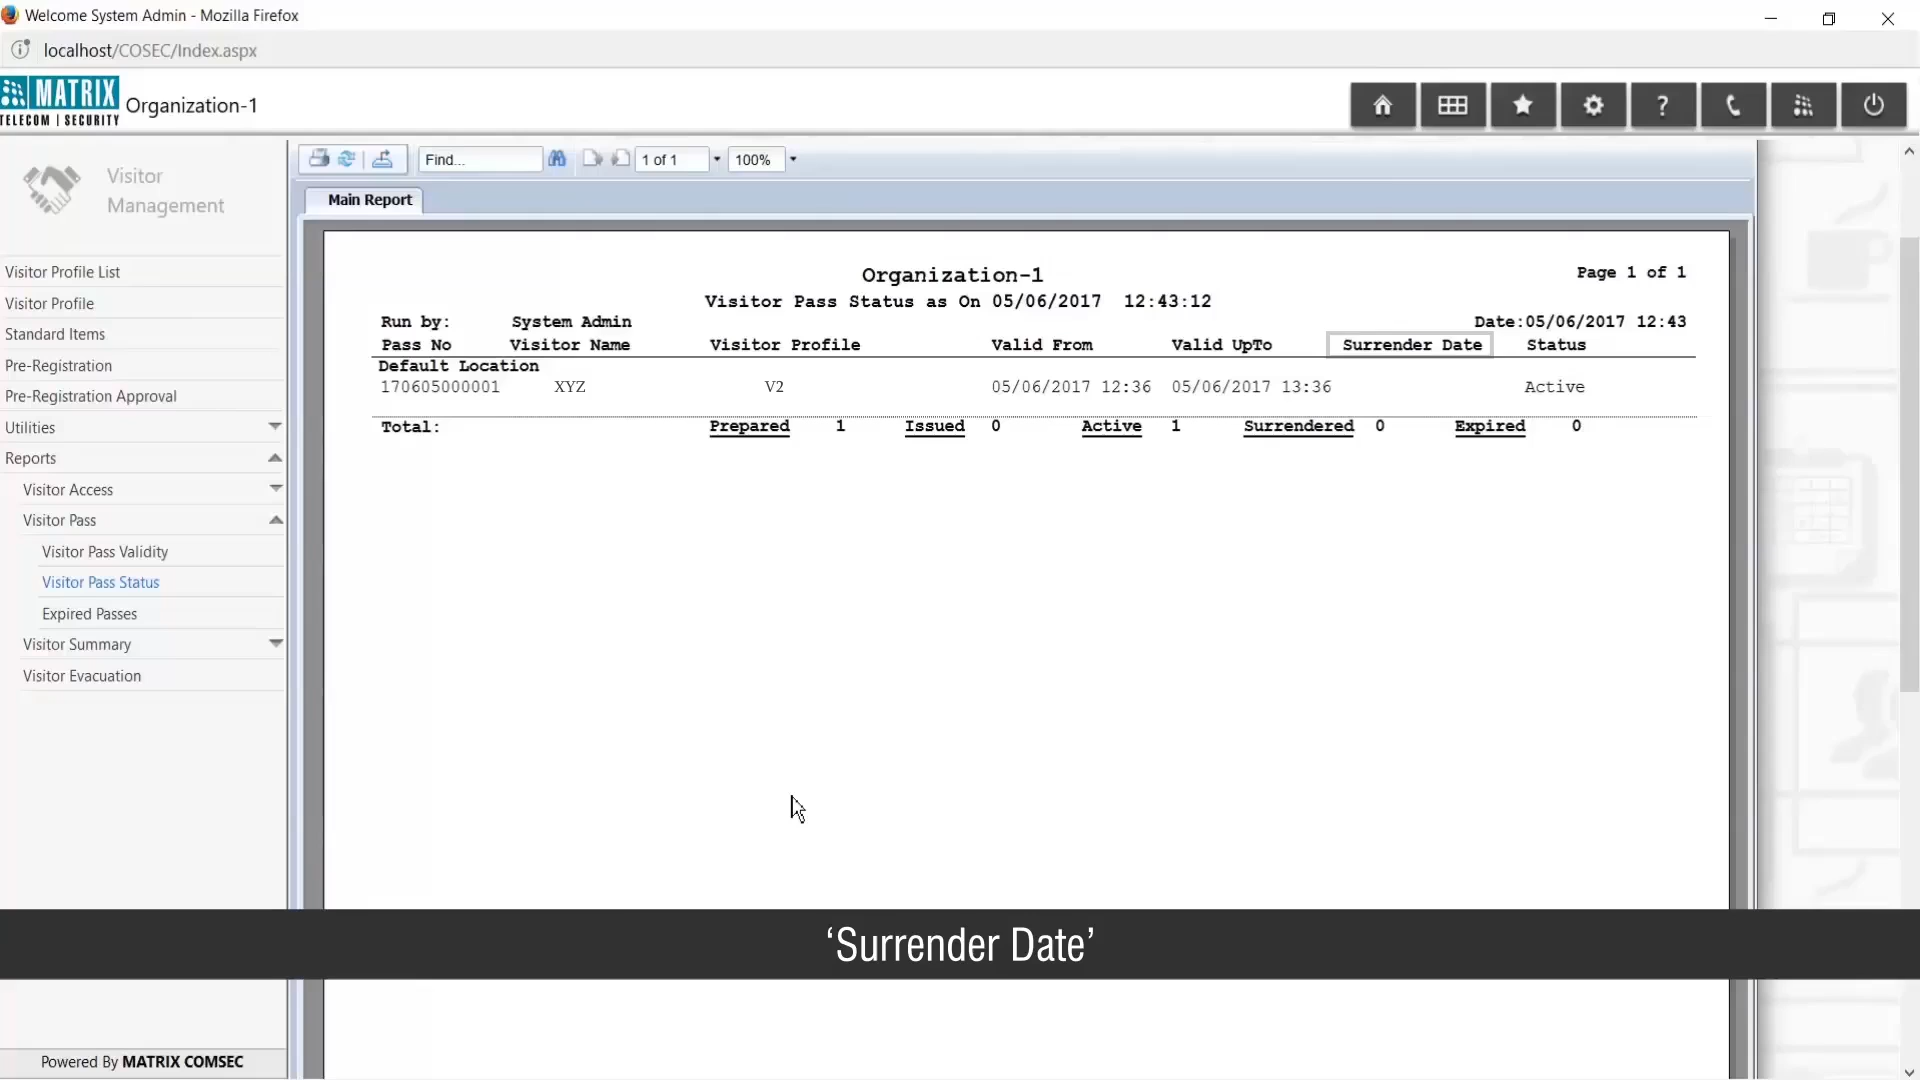 Welcome System Admin - Mozilla Firefox
localhost/COSEC/Index.aspx
MATRIX
TELECOM | SECURITY
Organization-1
?
Visitor
Management
Find...
1 of 1
100%
Main Report
Visitor Profile List
Visitor Profile
Standard Items
Pre-Registration
Pre-Registration Approval
Utilities
Reports
Visitor Access
Visitor Pass
Visitor Pass Validity
Visitor Pass Status
Expired Passes
Visitor Summary
Visitor Evacuation
Organization-1
Page 1 of 1
Visitor Pass Status as On 05/06/2017 12:43:12
Run by: System Admin Date:05/06/2017 12:43
Pass No Visitor Name Visitor Profile Valid From Valid UpTo Surrender Date Status
Default Location
170605000001 XYZ V2 05/06/2017 12:36 05/06/2017 13:36 Active
Total: Prepared 1 Issued 0 Active 1 Surrendered 0 Expired 0
‘Surrender Date’
Powered By MATRIX COMSEC